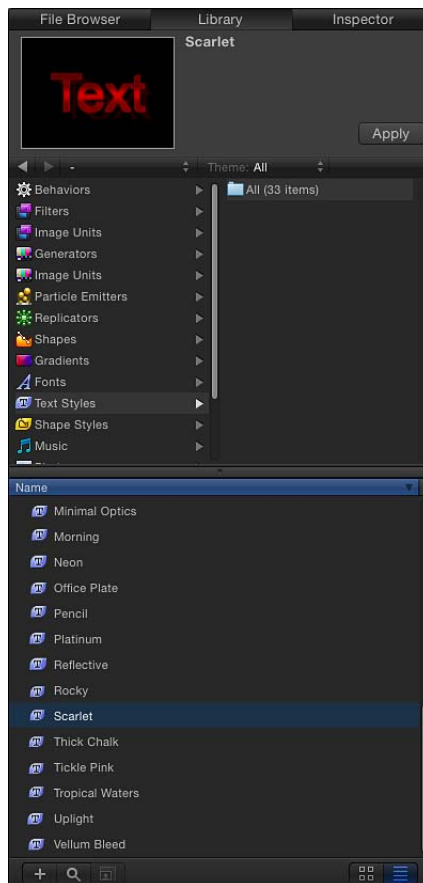 File Browser Library Inspector
Scarlet
Text
Apply
- Theme: All
Behaviors
All (33 items)
Filters
Image Units
Generators
Image Units
Particle Emitters
Replicators
Shapes
Gradients
Fonts
Text Styles
Shape Styles
Music
Name
Minimal Optics
Morning
Neon
Office Plate
Pencil
Platinum
Reflective
Rocky
Scarlet
Thick Chalk
Tickle Pink
Tropical Waters
Uplight
Vellum Bleed